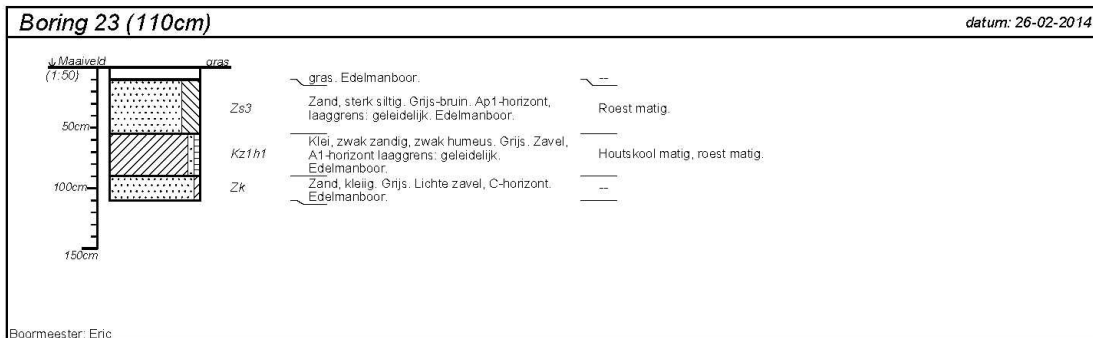 Boring 23 (110cm)
datum: 26-02-2014
↓ Maaiveld
gras
(1:50)
gras. Edelmanboor.
--
Zs3
Zand, sterk siltig. Grijs-bruin. Ap1-horizont,
laaggrens: geleidelijk. Edelmanboor.
Roest matig.
50cm
Kz1h1
Klei, zwak zandig, zwak humeus. Grijs. Zavel,
A1-horizont laaggrens: geleidelijk.
Edelmanboor.
Houtskool matig, roest matig.
100cm
Zk
Zand, kleiig. Grijs. Lichte zavel, C-horizont.
Edelmanboor.
--
150cm
Boormeester: Eric